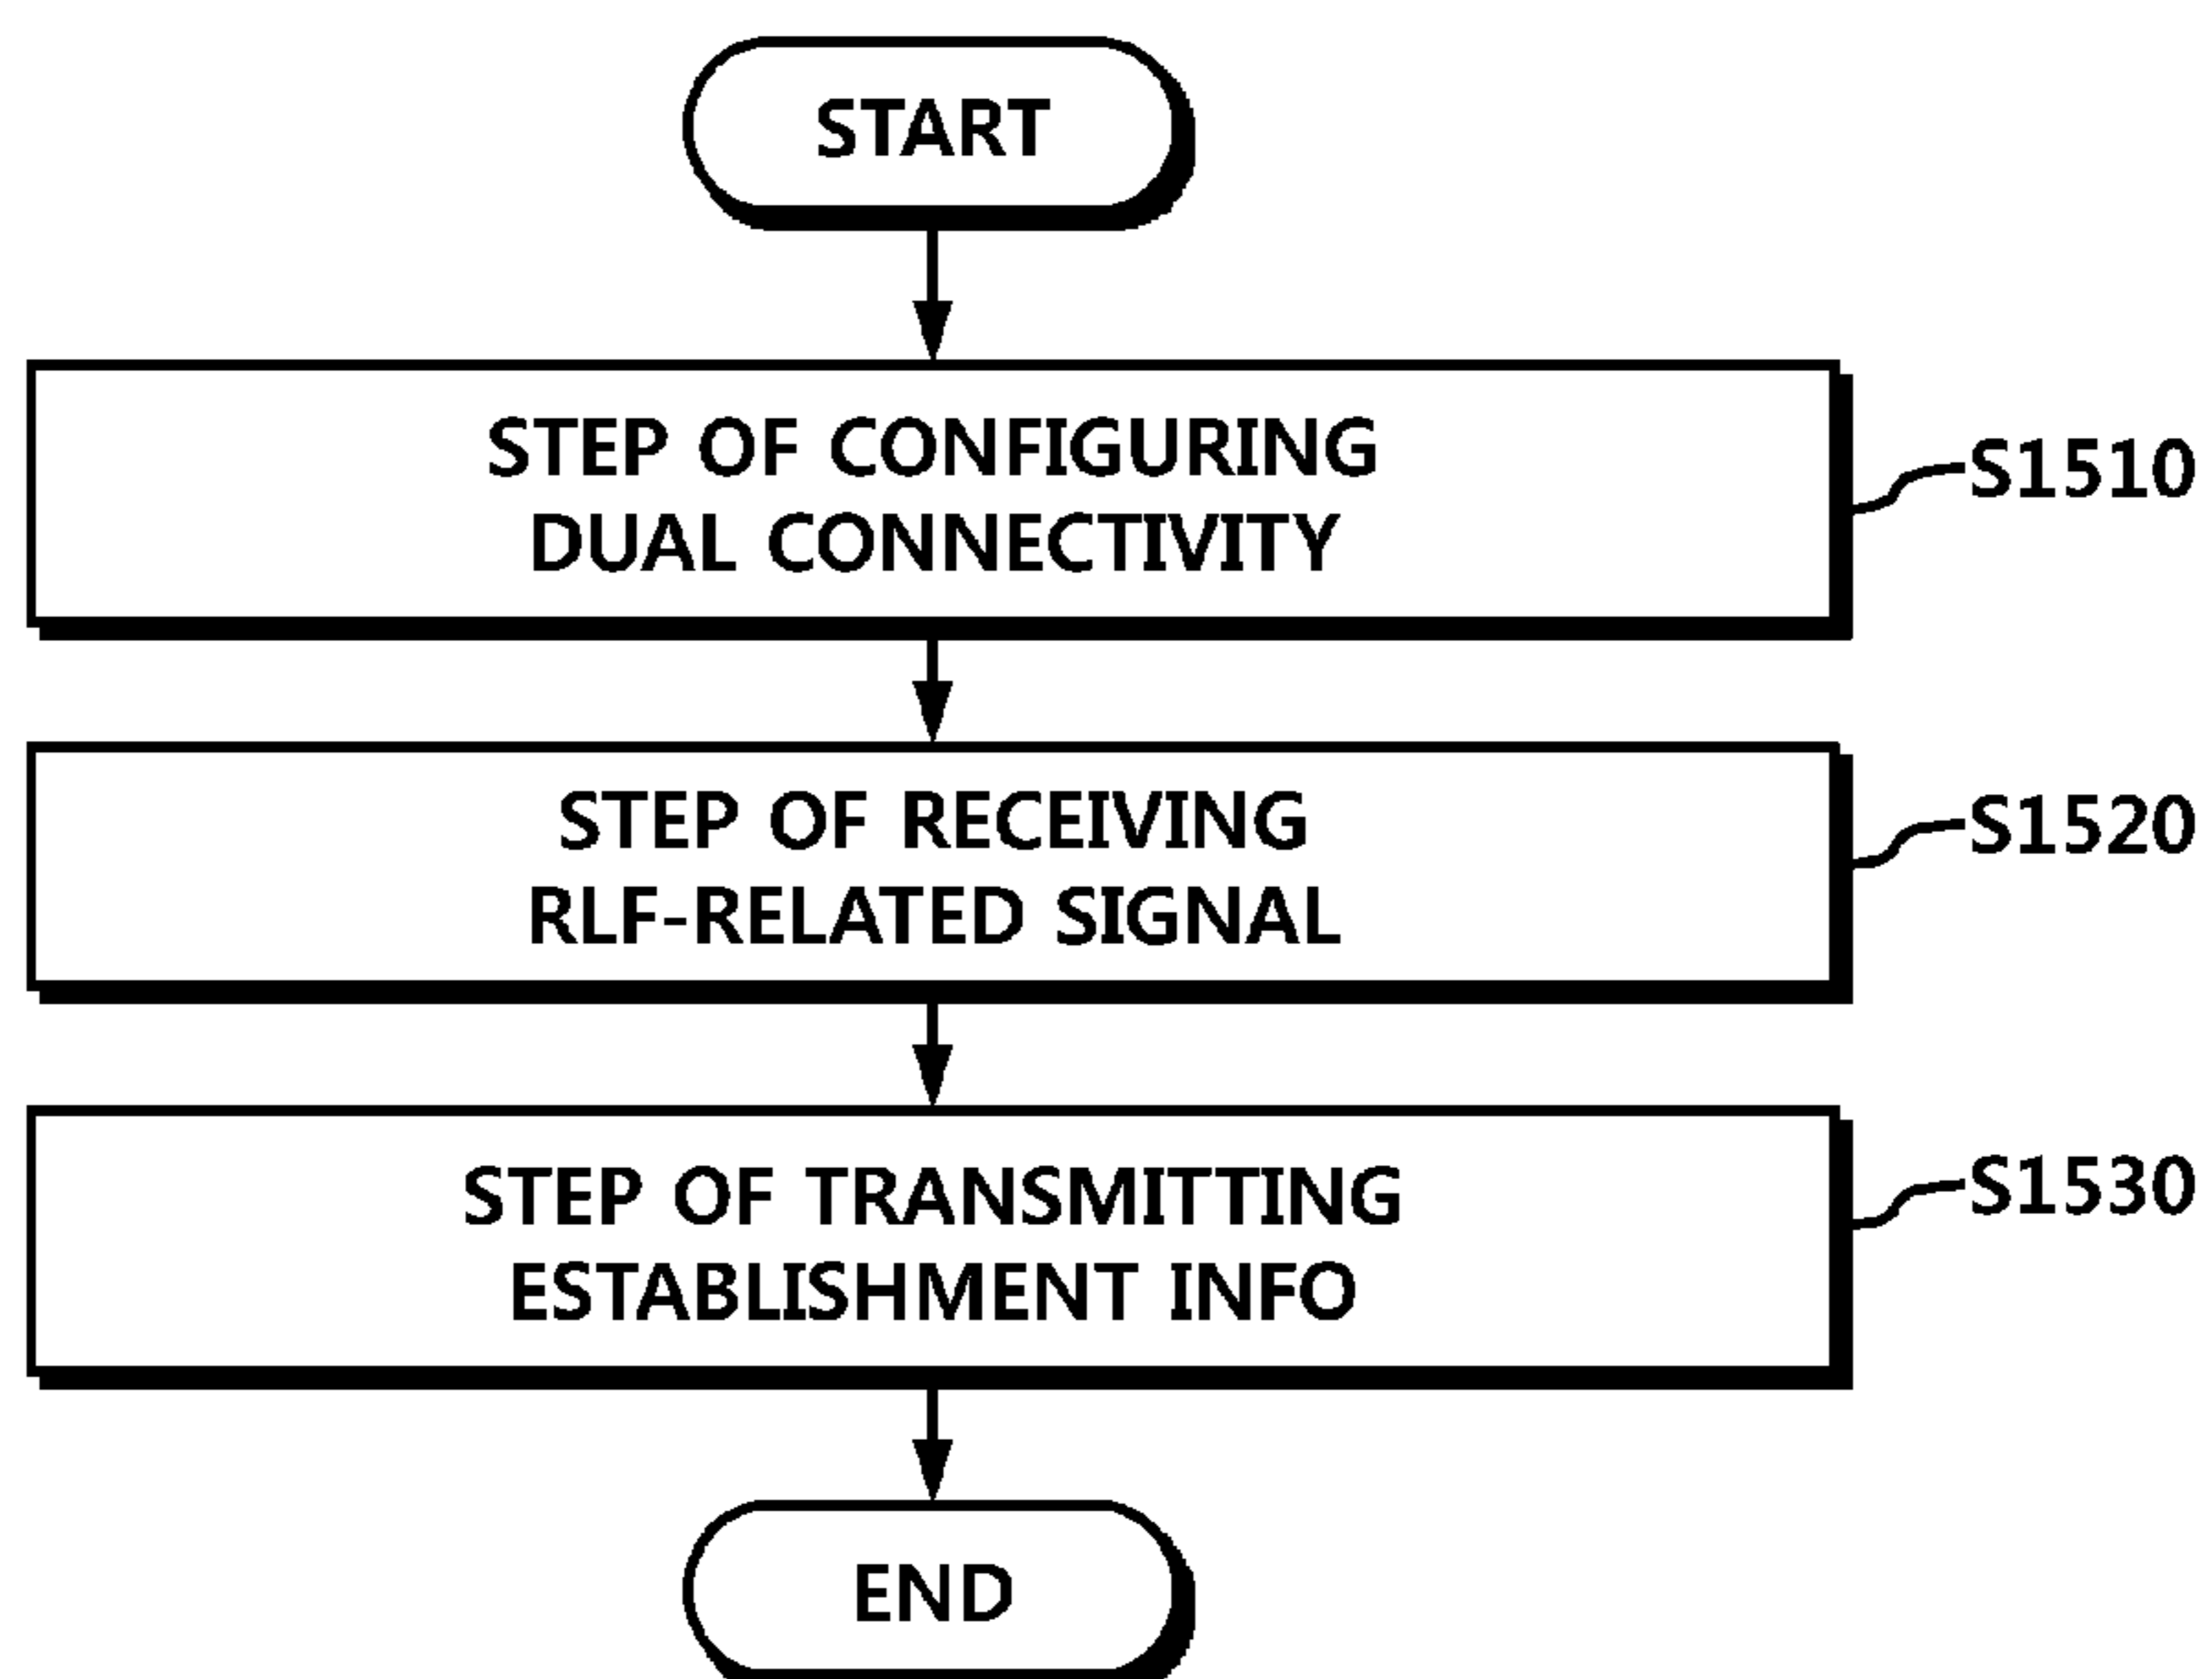 START
STEP OF CONFIGURING
DUAL CONNECTIVITY
S1510
STEP OF RECEIVING
RLF-RELATED SIGNAL
S1520
STEP OF TRANSMITTING
ESTABLISHMENT INFO
S1530
END